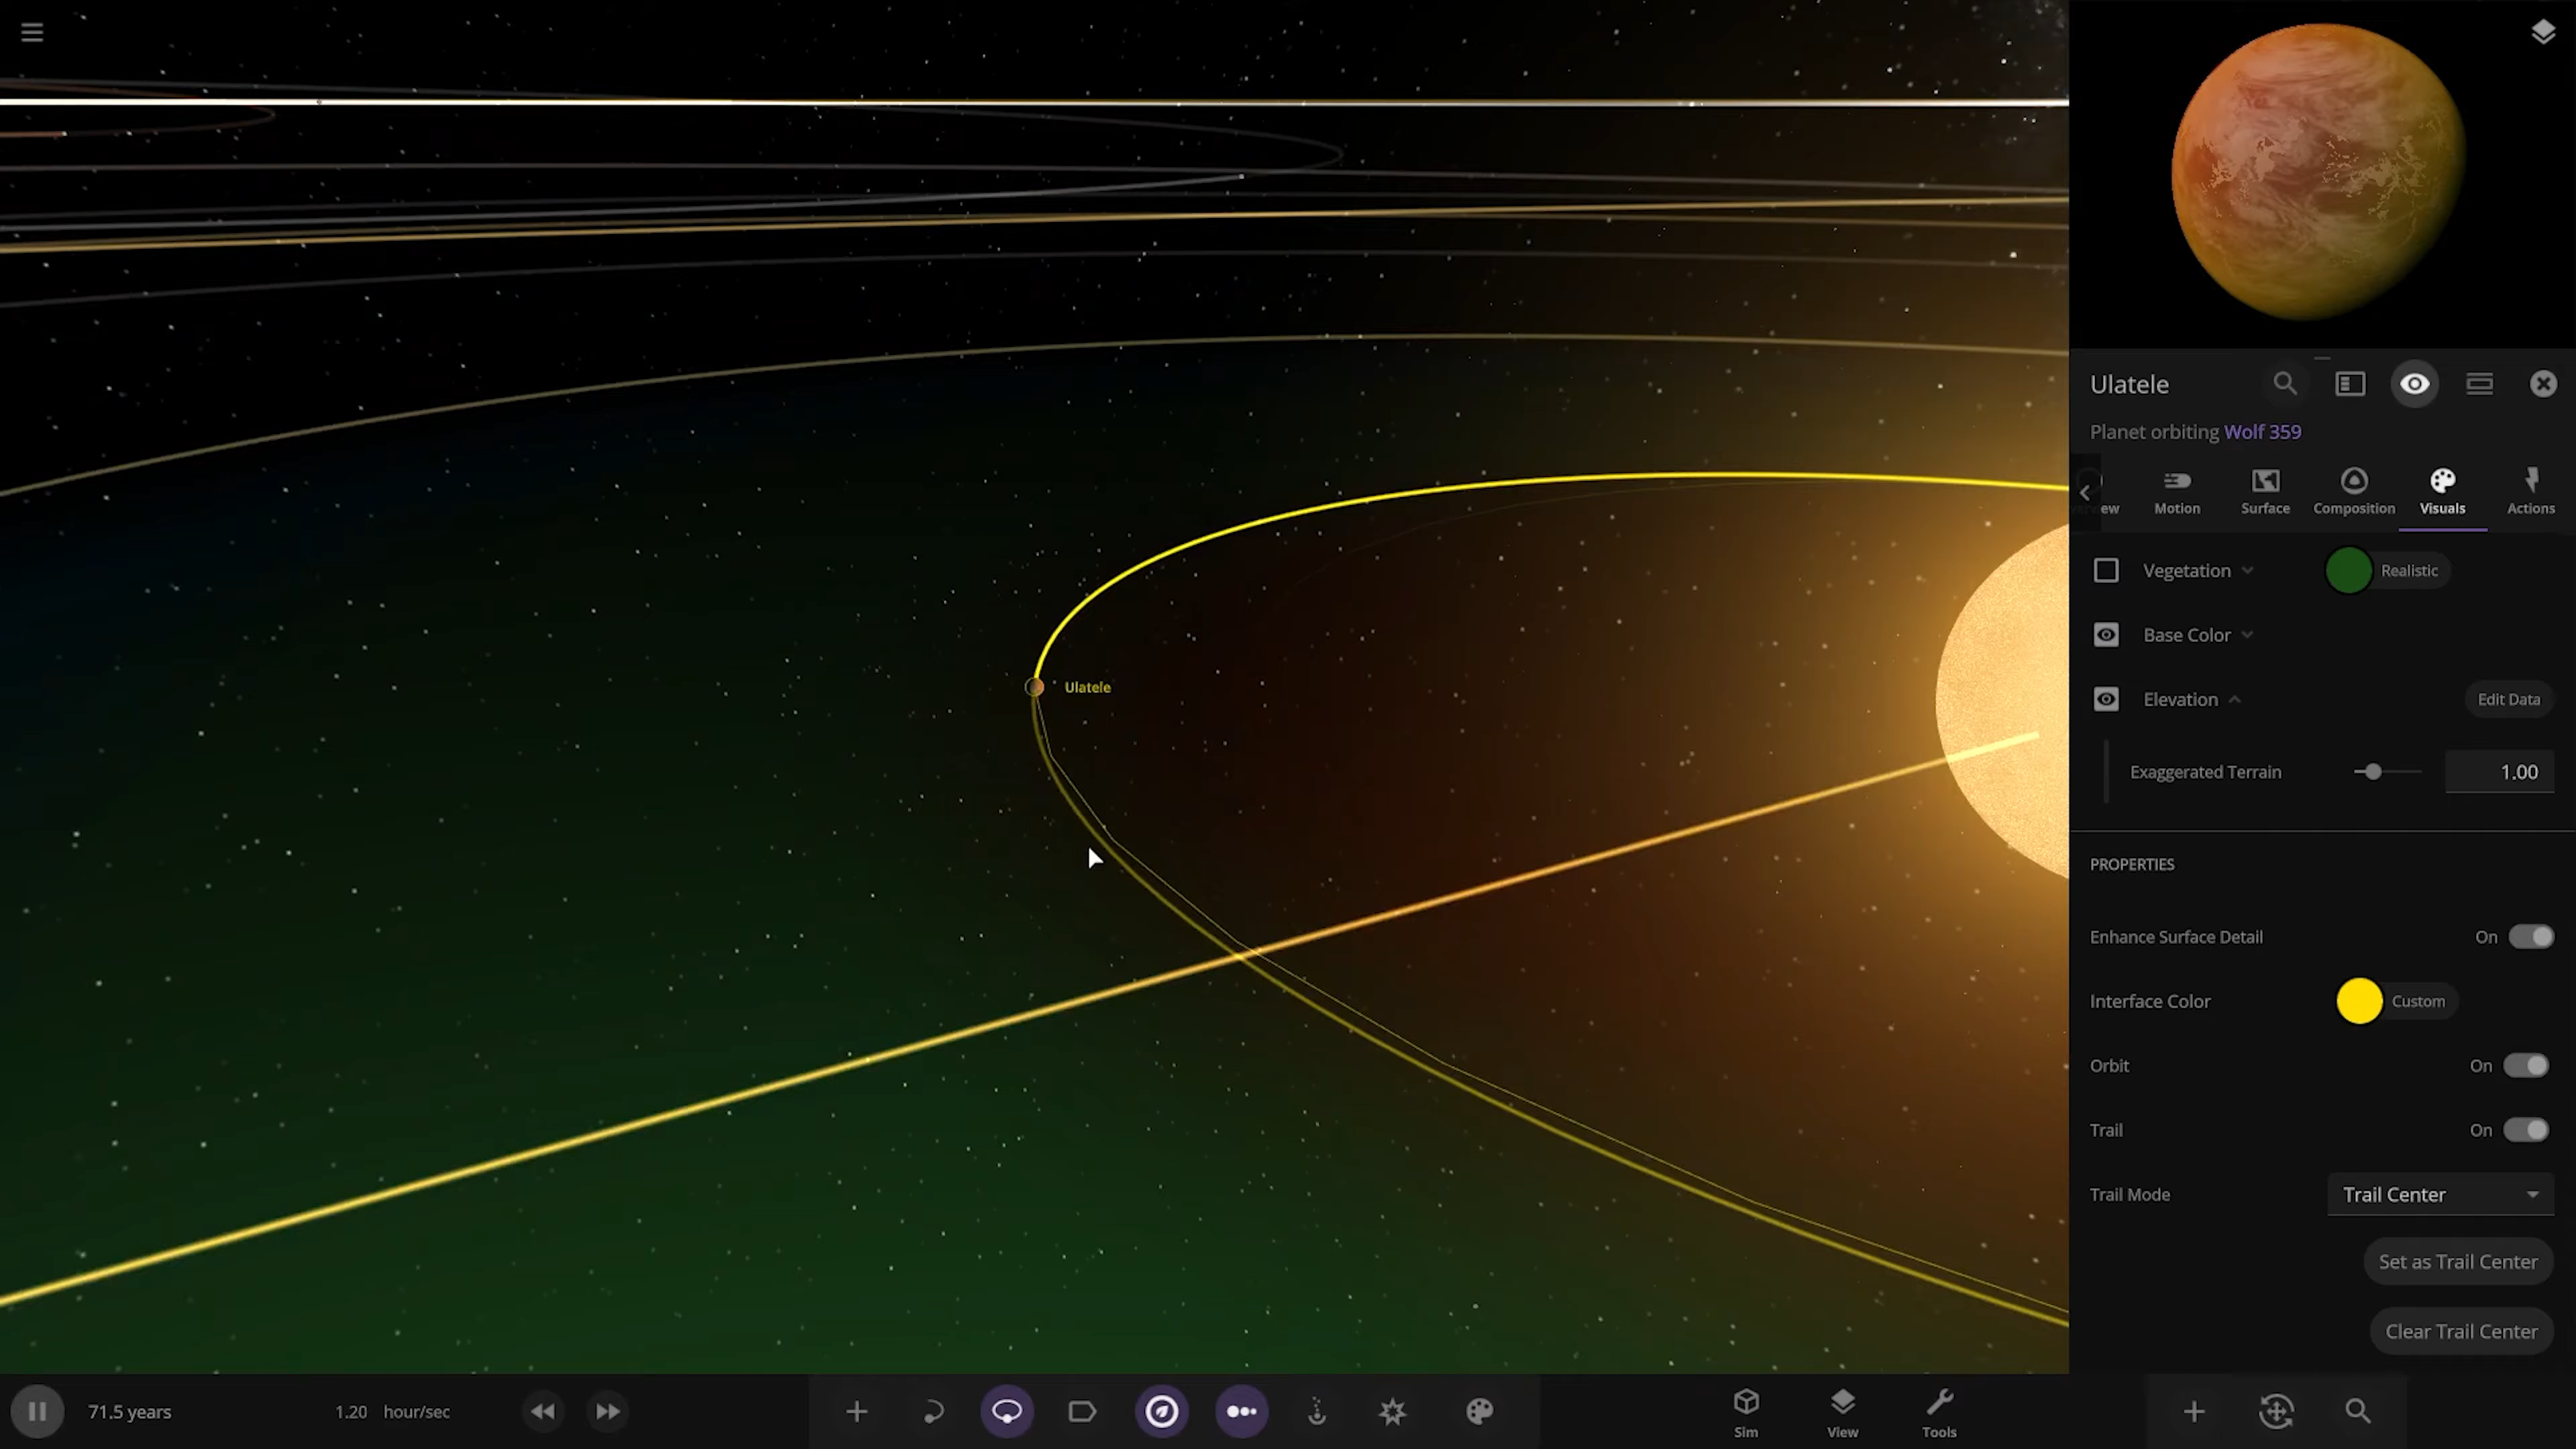 Ulatele
Planet orbiting Wolf 359
ew
Motion
Surface
Composition
Visuals
Actions
Vegetation
Realistic
Base Color
Ulatele
Elevation
Edit Data
Exaggerated Terrain
1.00
PROPERTIES
Enhance Surface Detail
On
Interface Color
Custom
Orbit
On
Trail
On
Trail Mode
Trail Center
Set as Trail Center
Clear Trail Center
71.5 years
1.20 hour/sec
Sim
View
Tools